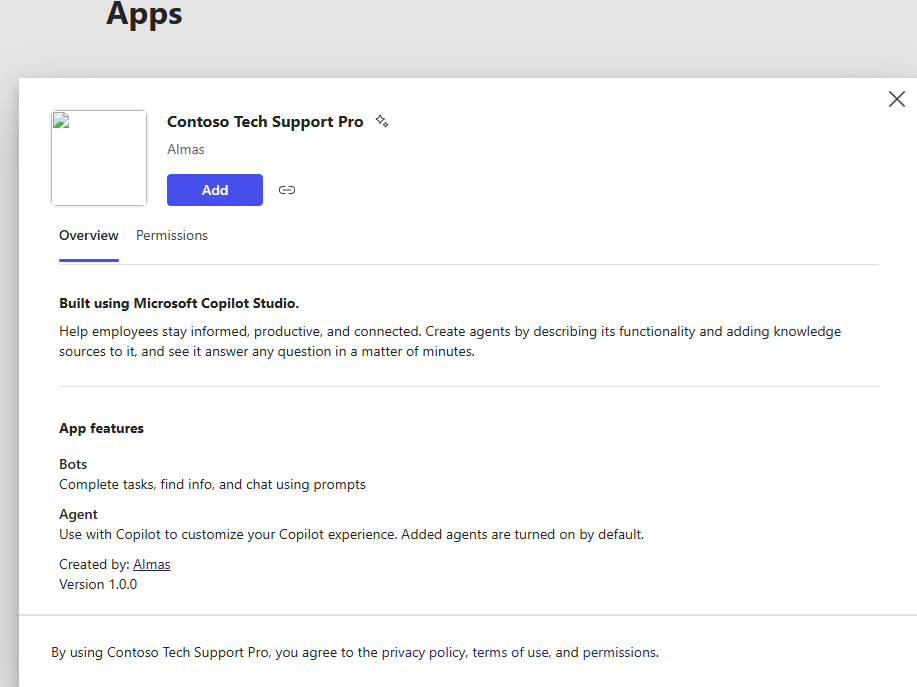 Apps
Contoso Tech Support Pro
Almas
Add
Overview Permissions
Built using Microsoft Copilot Studio.
Help employees stay informed, productive, and connected. Create agents by describing its functionality and adding knowledge
sources to it, and see it answer any question in a matter of minutes.
App features
Bots
Complete tasks, find info, and chat using prompts
Agent
Use with Copilot to customize your Copilot experience. Added agents are turned on by default.
Created by: Almas
Version 1.0.0
By using Contoso Tech Support Pro, you agree to the privacy policy, terms of use, and permissions.